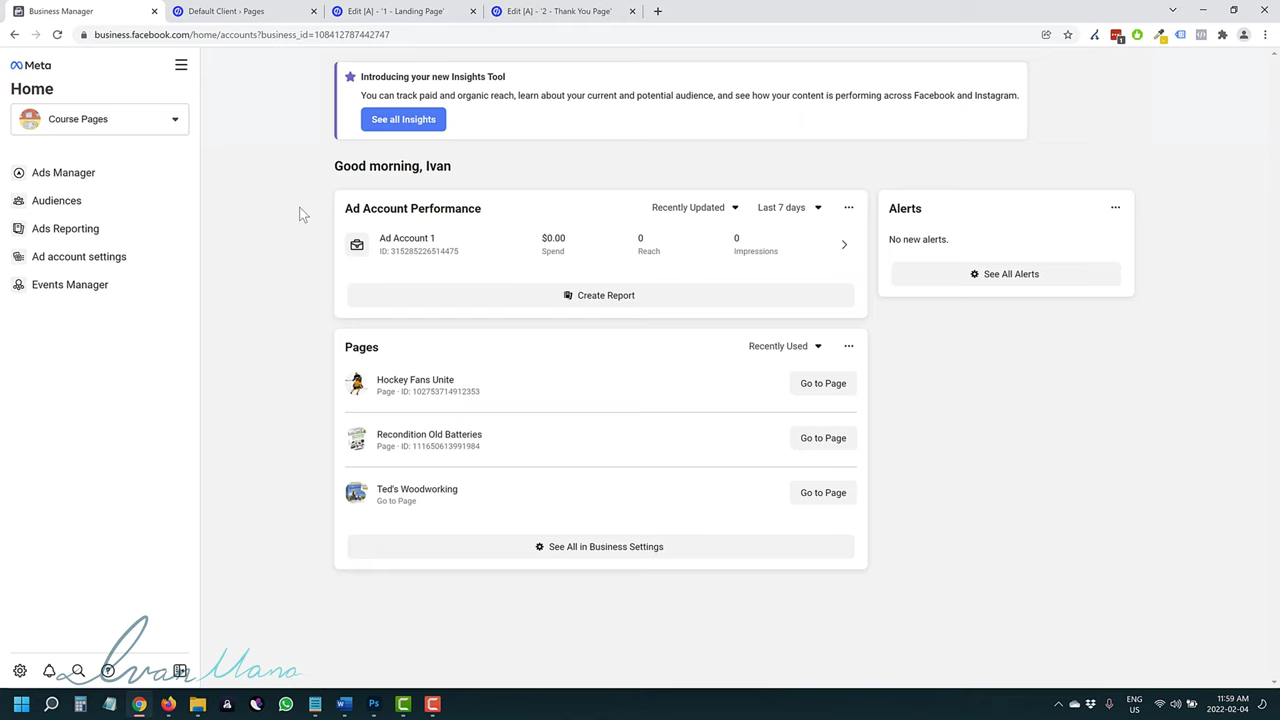 Business Manager
Default Client › Pages
Edit [A] - '1 - Landing Page'
Edit [A] - '2 - Thank You Page'
business.facebook.com/home/accounts?business_id=108412787442747
1
Meta
Home
Course Pages
Ads Manager
Audiences
Ads Reporting
Ad account settings
Events Manager
Introducing your new Insights Tool
You can track paid and organic reach, learn about your current and potential audience, and see how your content is performing across Facebook and Instagram.
See all Insights
Good morning, Ivan
Ad Account Performance
Recently Updated
Last 7 days
Ad Account 1
ID: 315285226514475
$0.00
Spend
0
Reach
0
Impressions
Create Report
Alerts
No new alerts.
See All Alerts
Pages
Recently Used
Hockey Fans Unite
Page · ID: 102753714912353
Go to Page
Recondition Old Batteries
Page · ID: 111650613991984
Go to Page
Ted's Woodworking
Go to Page
Go to Page
See All in Business Settings
Ivan Mana
ENG
US
11:59 AM
2022-02-04